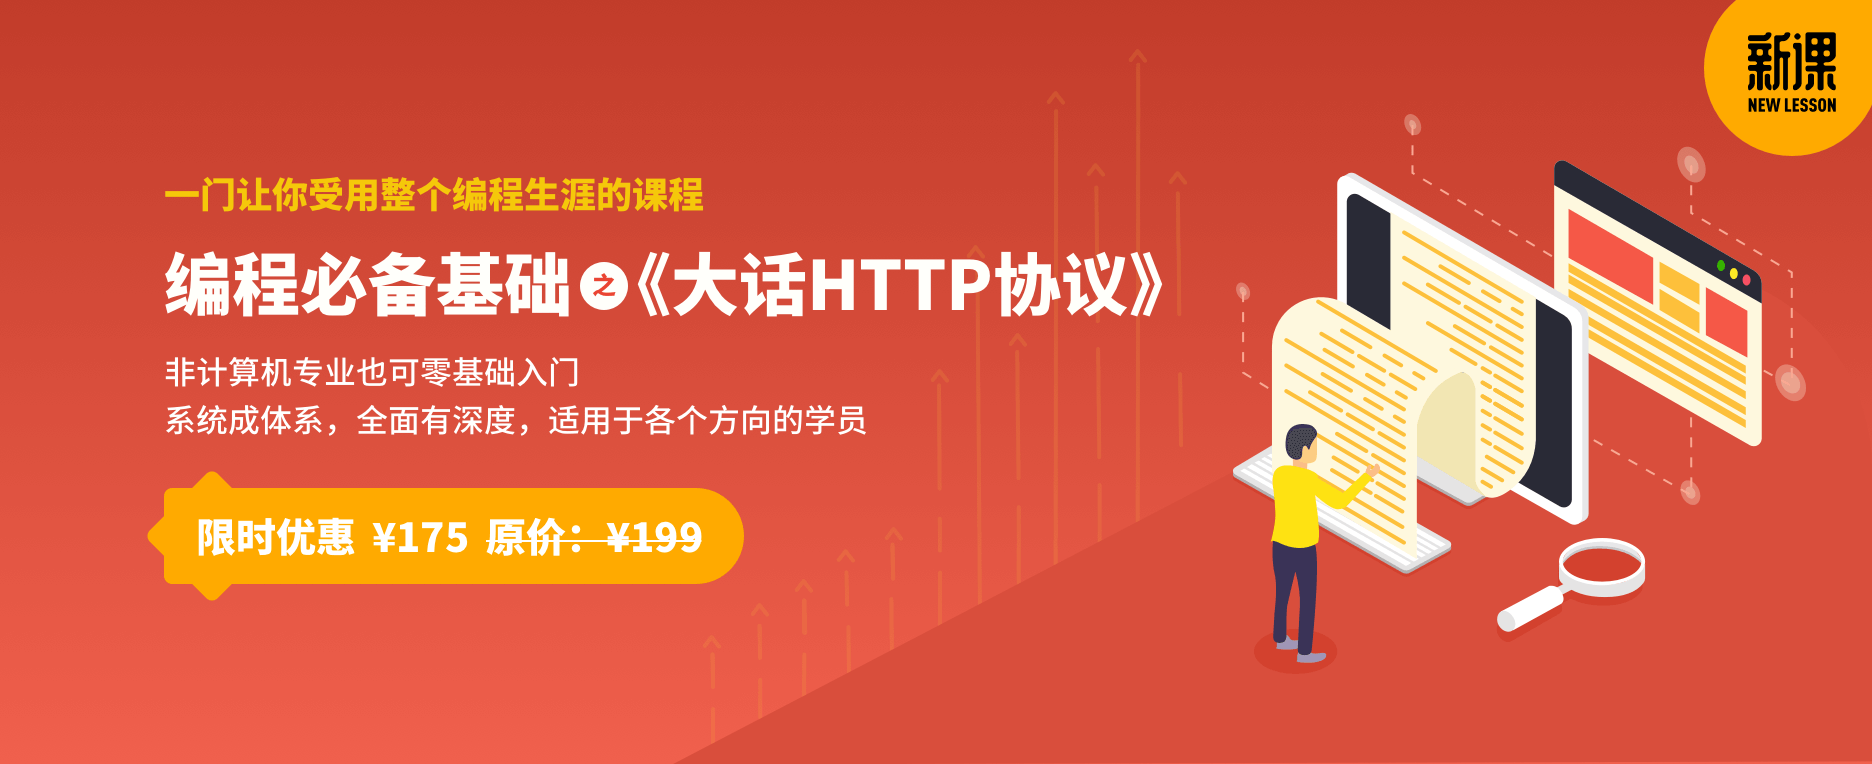 新课
NEW LESSON
一门让你受用整个编程生涯的课程
编程必备基础之《大话HTTP协议》
非计算机专业也可零基础入门
系统成体系，全面有深度，适用于各个方向的学员
限时优惠 ¥175 原价：¥199